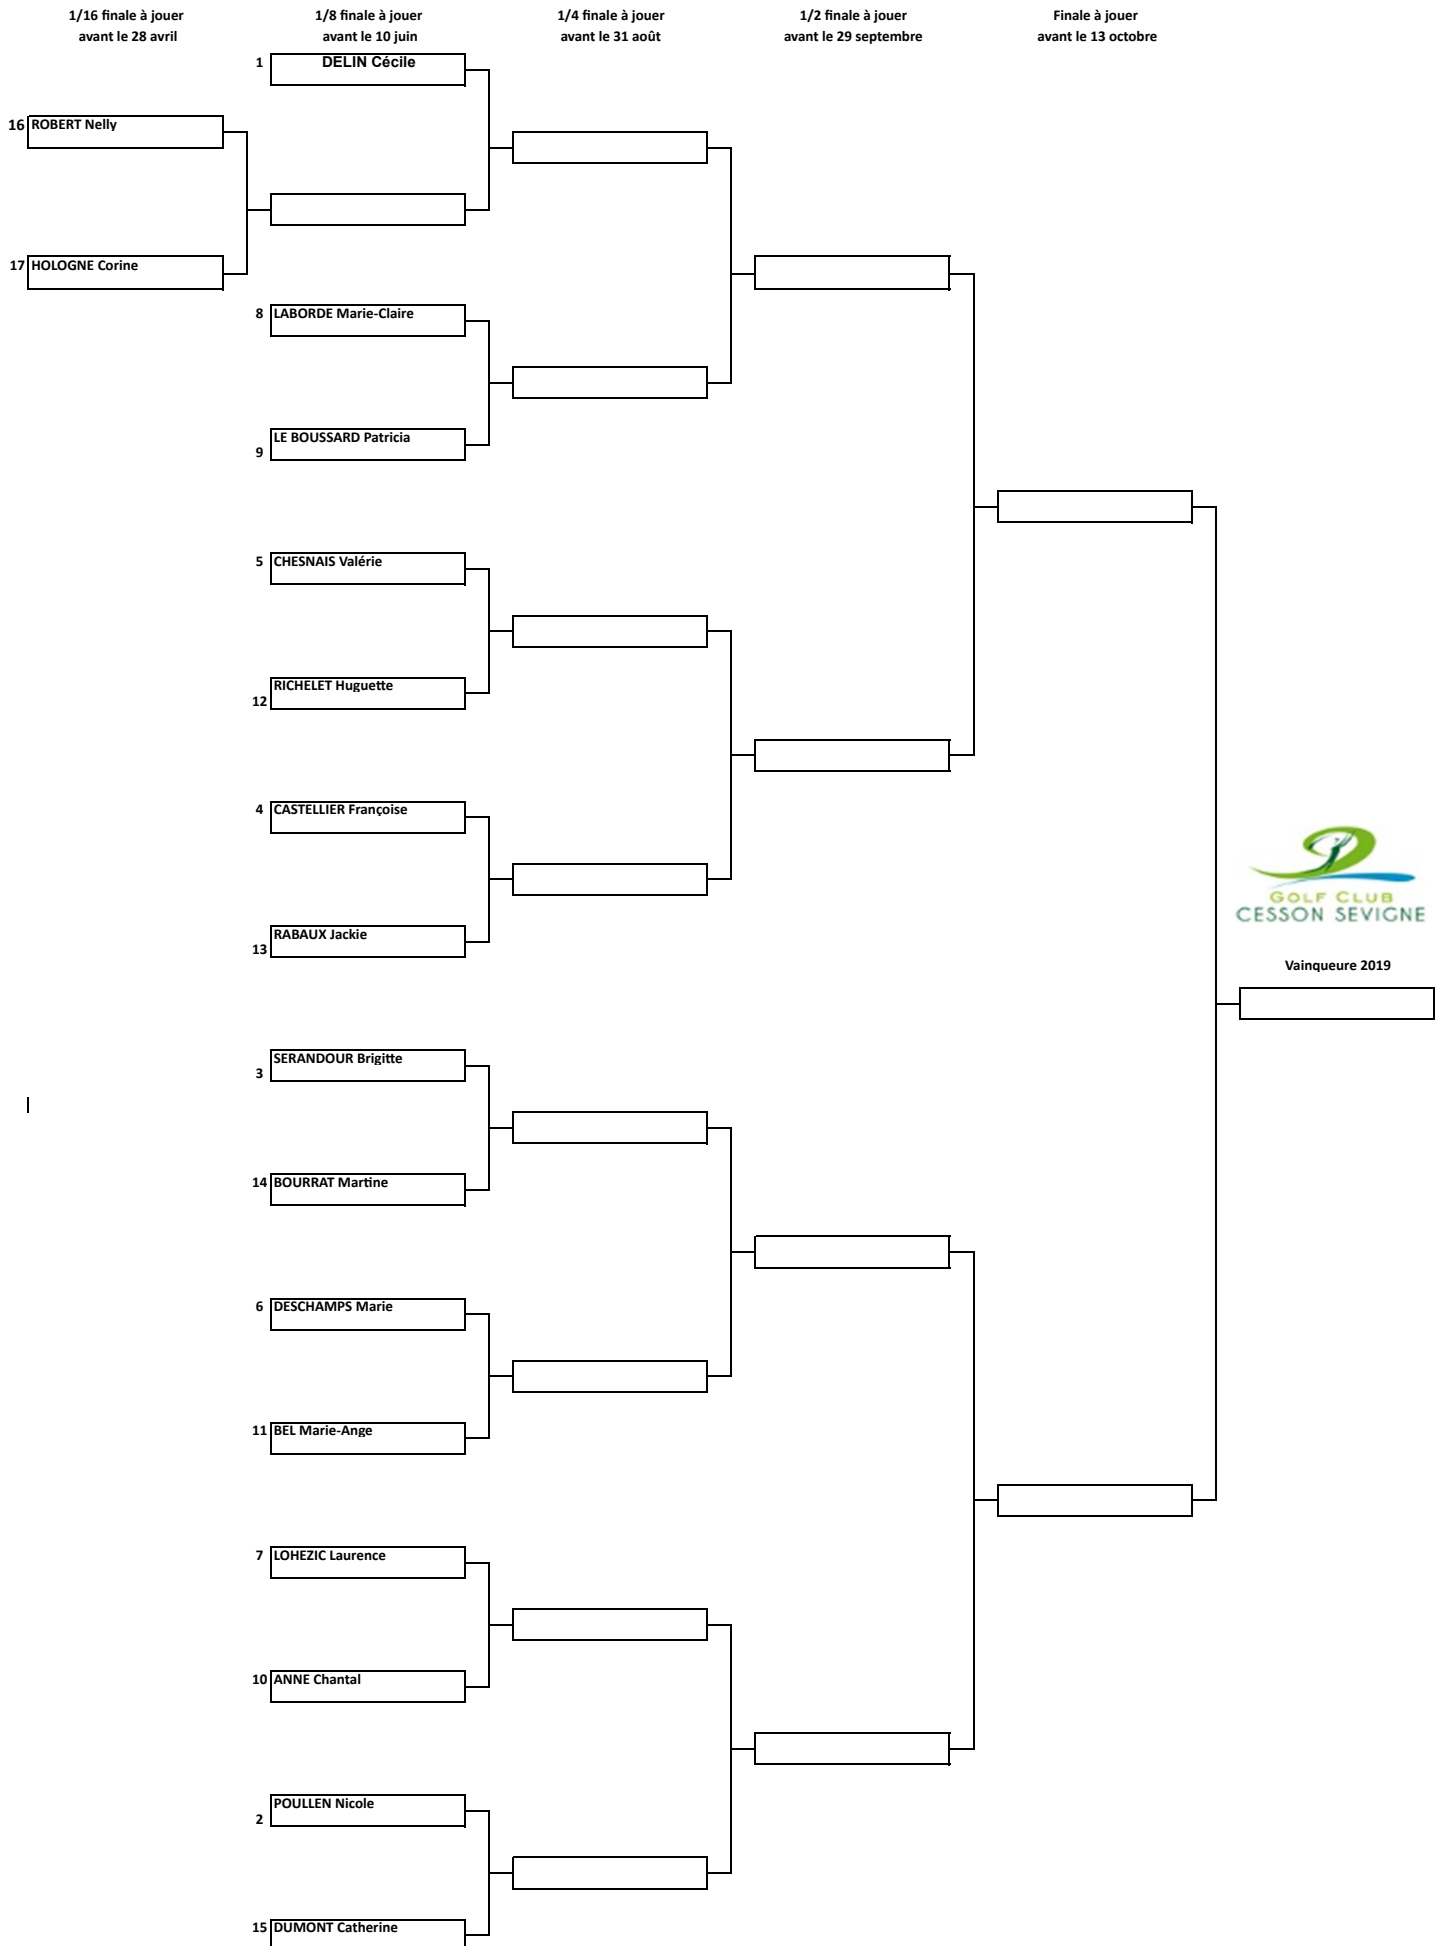 1/16 finale à jouer
avant le 28 avril
1/8 finale à jouer
avant le 10 juin
1/4 finale à jouer
avant le 31 août
1/2 finale à jouer
avant le 29 septembre
Finale à jouer
avant le 13 octobre
1 DELIN Cécile
16 ROBERT Nelly
17 HOLOGNE Corine
8 LABORDE Marie-Claire
9 LE BOUSSARD Patricia
5 CHESNAIS Valérie
12 RICHELET Huguette
4 CASTELLIER Françoise
13 RABAUX Jackie
GOLF CLUB
CESSON SEVIGNE
Vainqueure 2019
3 SERANDOUR Brigitte
14 BOURRAT Martine
6 DESCHAMPS Marie
11 BEL Marie-Ange
7 LOHEZIC Laurence
10 ANNE Chantal
2 POULLEN Nicole
15 DUMONT Catherine